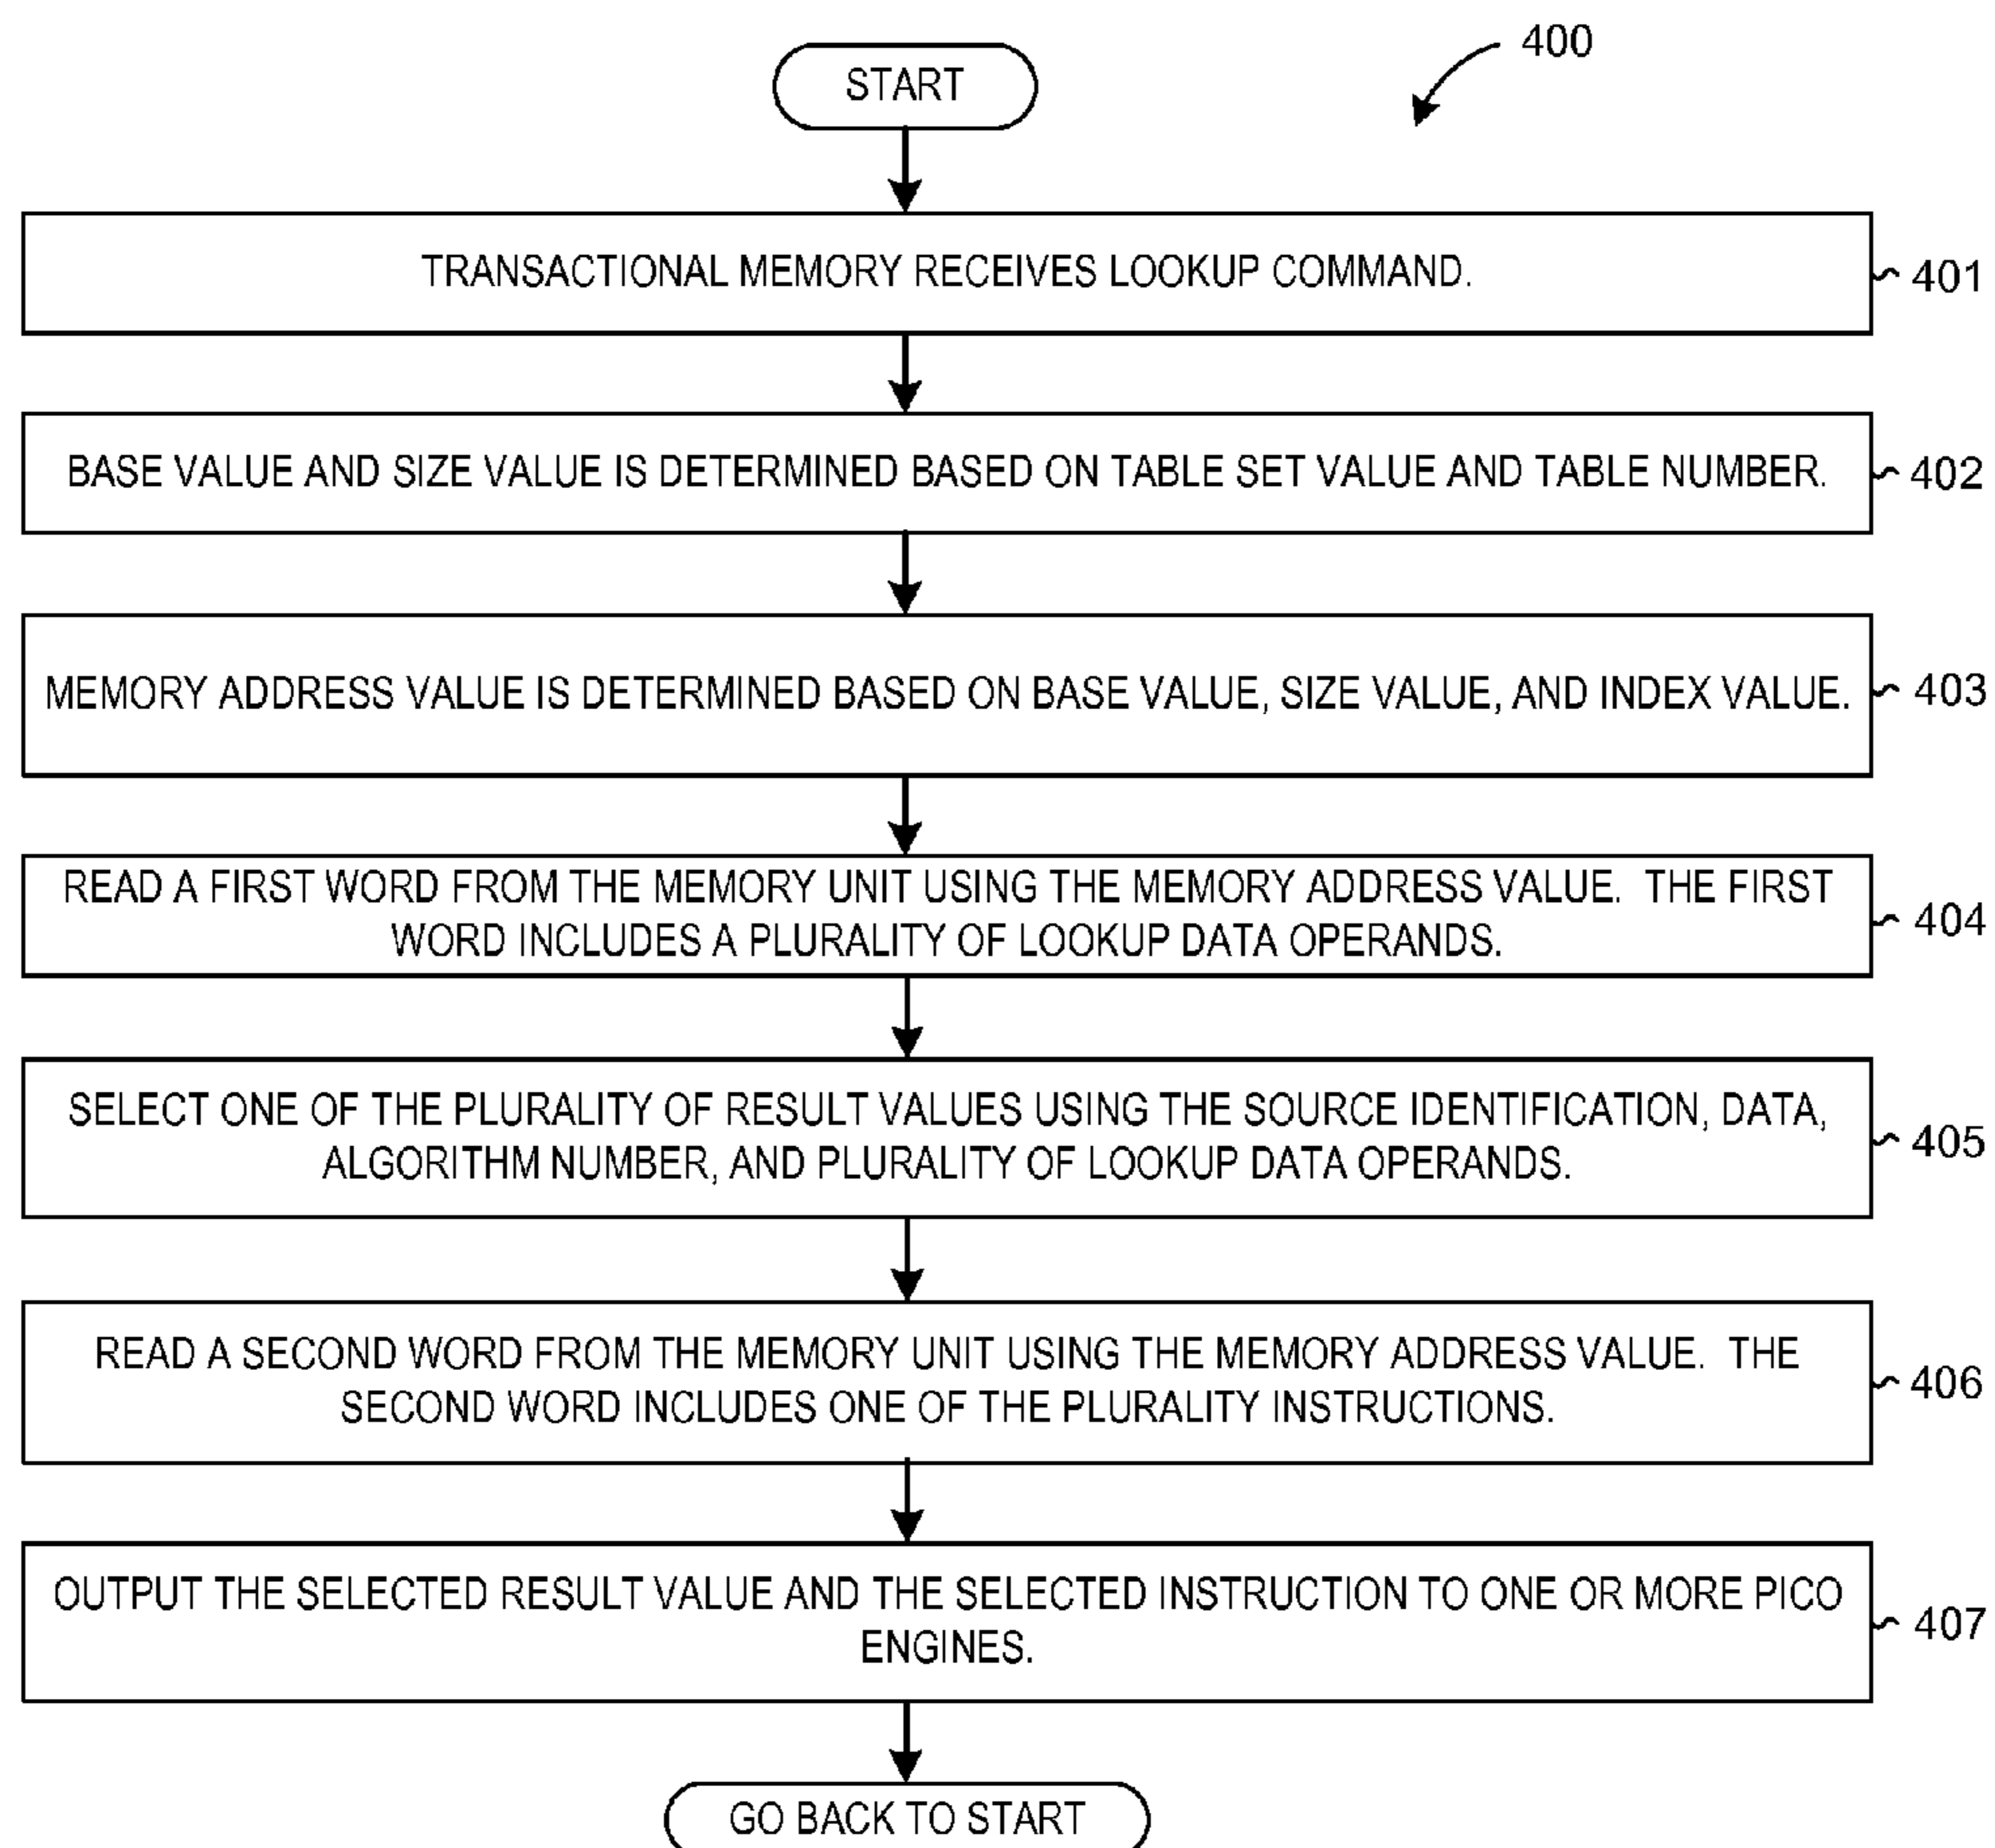 400
START
TRANSACTIONAL MEMORY RECEIVES LOOKUP COMMAND.
401
BASE VALUE AND SIZE VALUE IS DETERMINED BASED ON TABLE SET VALUE AND TABLE NUMBER.
402
MEMORY ADDRESS VALUE IS DETERMINED BASED ON BASE VALUE, SIZE VALUE, AND INDEX VALUE.
403
READ A FIRST WORD FROM THE MEMORY UNIT USING THE MEMORY ADDRESS VALUE. THE FIRST
WORD INCLUDES A PLURALITY OF LOOKUP DATA OPERANDS.
404
SELECT ONE OF THE PLURALITY OF RESULT VALUES USING THE SOURCE IDENTIFICATION, DATA,
ALGORITHM NUMBER, AND PLURALITY OF LOOKUP DATA OPERANDS.
405
READ A SECOND WORD FROM THE MEMORY UNIT USING THE MEMORY ADDRESS VALUE. THE
SECOND WORD INCLUDES ONE OF THE PLURALITY INSTRUCTIONS.
406
OUTPUT THE SELECTED RESULT VALUE AND THE SELECTED INSTRUCTION TO ONE OR MORE PICO
ENGINES.
407
GO BACK TO START